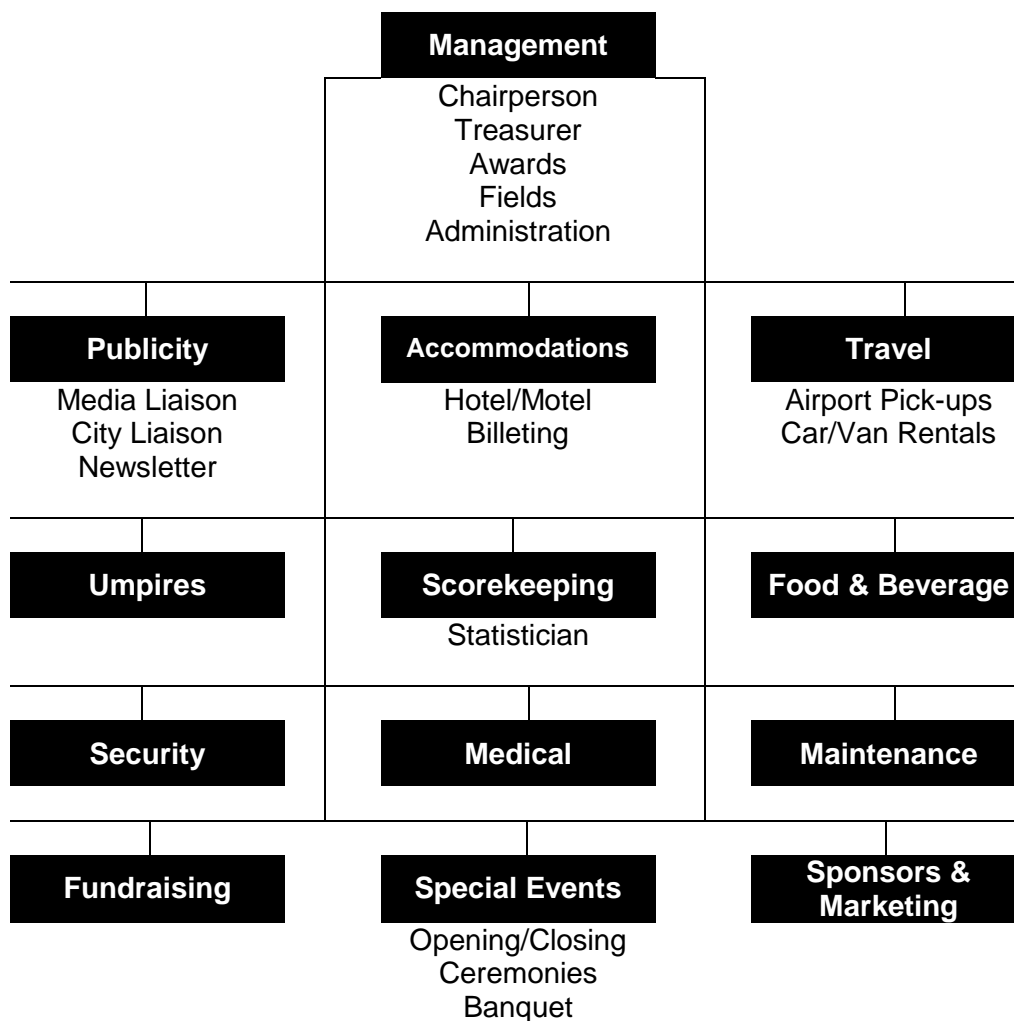 Management
Chairperson
Treasurer
Awards
Fields
Administration
Publicity
Media Liaison
City Liaison
Newsletter
Accommodations
Hotel/Motel
Billeting
Travel
Airport Pick-ups
Car/Van Rentals
Umpires
Scorekeeping
Statistician
Food & Beverage
Security
Medical
Maintenance
Fundraising
Special Events
Opening/Closing
Ceremonies
Banquet
Sponsors &
Marketing